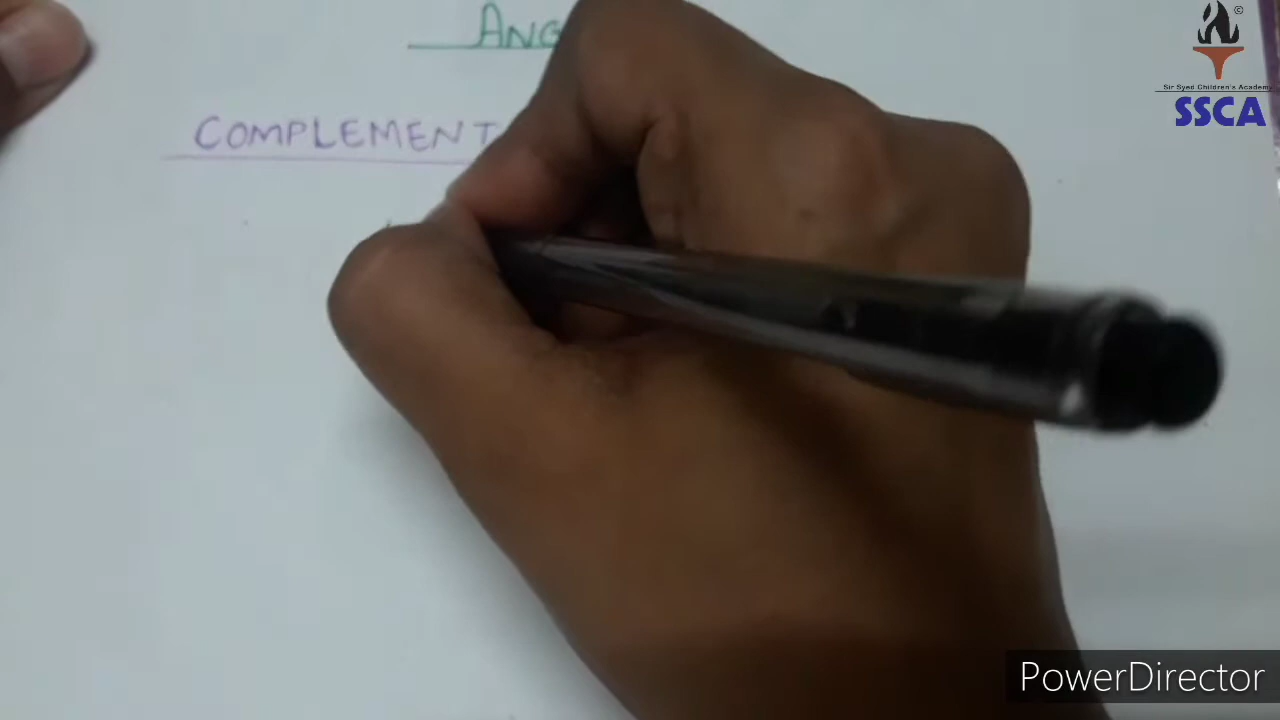 ANG
COMPLEMENT
©
Sir Syed Children's Academy
SSCA
PowerDirector